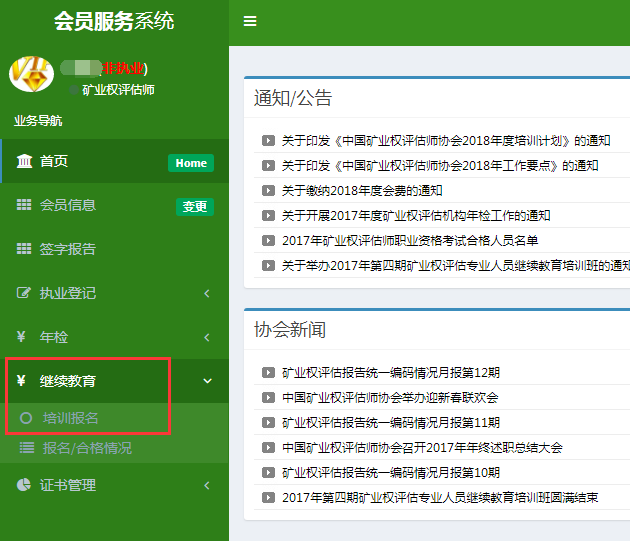 会员服务系统
(非执业)
矿业权评估师
业务导航
首页 Home
会员信息 变更
签字报告
执业登记
¥ 年检
¥ 继续教育
培训报名
报名/合格情况
证书管理
通知/公告
关于印发《中国矿业权评估师协会2018年度培训计划》的通知
关于印发《中国矿业权评估师协会2018年工作要点》的通知
关于缴纳2018年度会费的通知
关于开展2017年度矿业权评估机构年检工作的通知
2017年矿业权评估师职业资格考试合格人员名单
关于举办2017年第四期矿业权评估专业人员继续教育培训班的通知
协会新闻
矿业权评估报告统一编码情况月报第12期
中国矿业权评估师协会举办迎新春联欢会
矿业权评估报告统一编码情况月报第11期
中国矿业权评估师协会召开2017年年终述职总结大会
矿业权评估报告统一编码情况月报第10期
2017年第四期矿业权评估专业人员继续教育培训班圆满结束